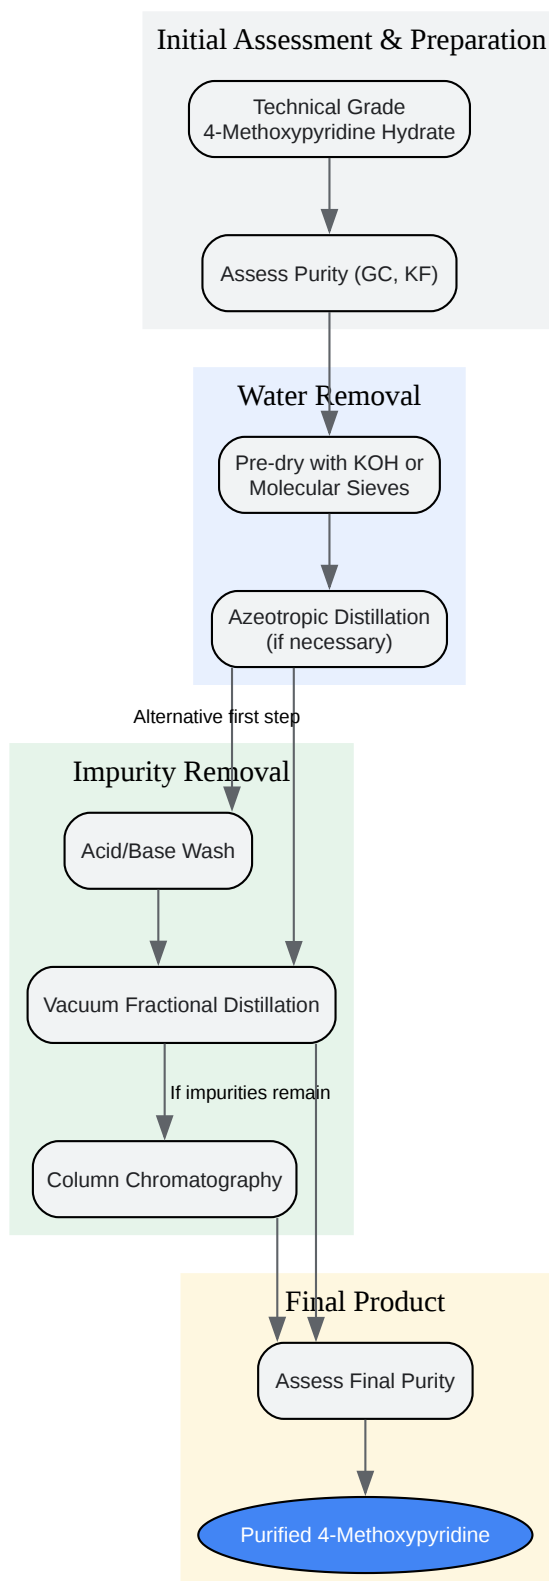 Initial Assessment & Preparation
Technical Grade
4-Methoxypyridine Hydrate
Assess Purity (GC, KF)
Water Removal
Pre-dry with KOH or
Molecular Sieves
Azeotropic Distillation
(if necessary)
Alternative first step
Impurity Removal
Acid/Base Wash
Vacuum Fractional Distillation
If impurities remain
Column Chromatography
Final Product
Assess Final Purity
Purified 4-Methoxypyridine